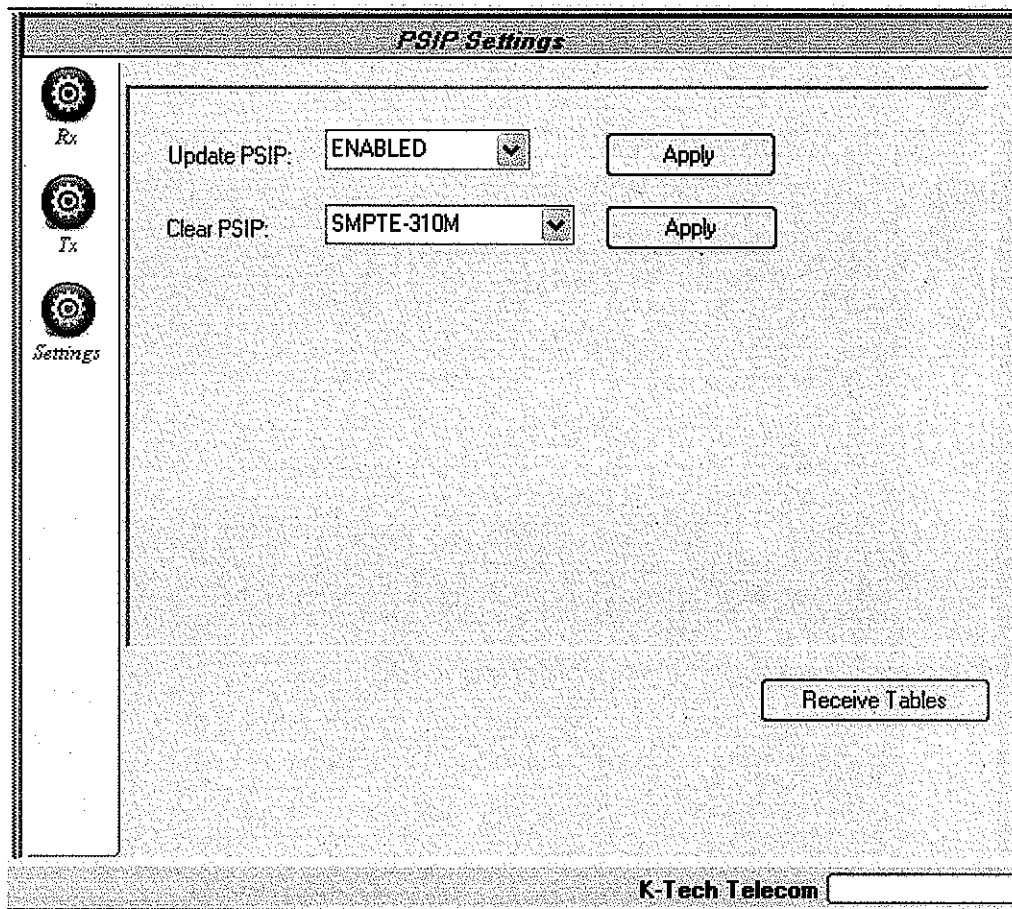 PSIP Settings
Rx
Update PSIP: ENABLED Apply
Tx
Clear PSIP: SMPTE-310M Apply
Settings
Receive Tables
K-Tech Telecom